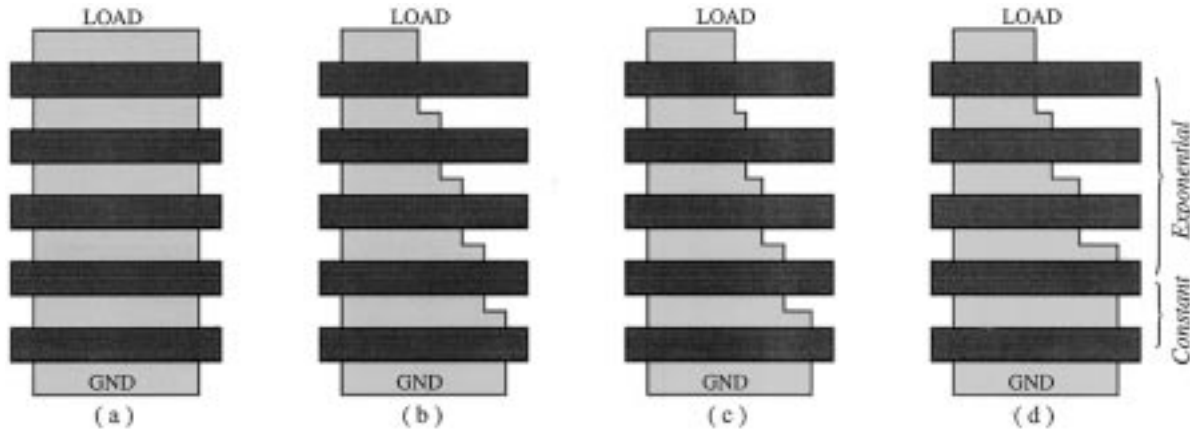 LOAD LOAD LOAD LOAD
Exponential
Constant
GND GND GND GND
( a ) ( b ) ( c ) ( d )